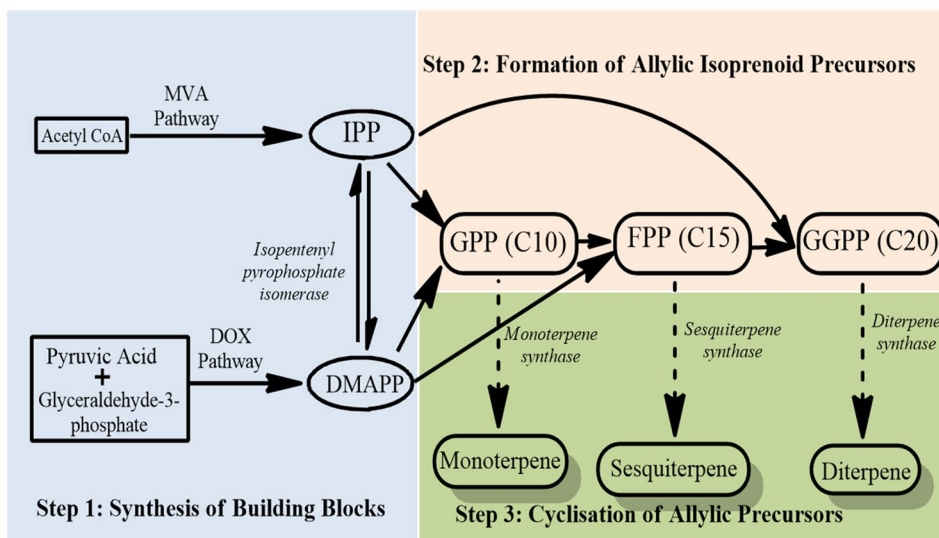 Step 2: Formation of Allylic Isoprenoid Precursors
MVA
Pathway
Acetyl CoA
IPP
GPP (C10)
FPP (C15)
GGPP (C20)
Isopentenyl
pyrophosphate
isomerase
DOX
Pathway
Pyruvic Acid
+
Glyceraldehyde-3-
phosphate
DMAPP
Monoterpene
synthase
Sesquiterpene
synthase
Diterpene
synthase
Monoterpene
Sesquiterpene
Diterpene
Step 1: Synthesis of Building Blocks
Step 3: Cyclisation of Allylic Precursors